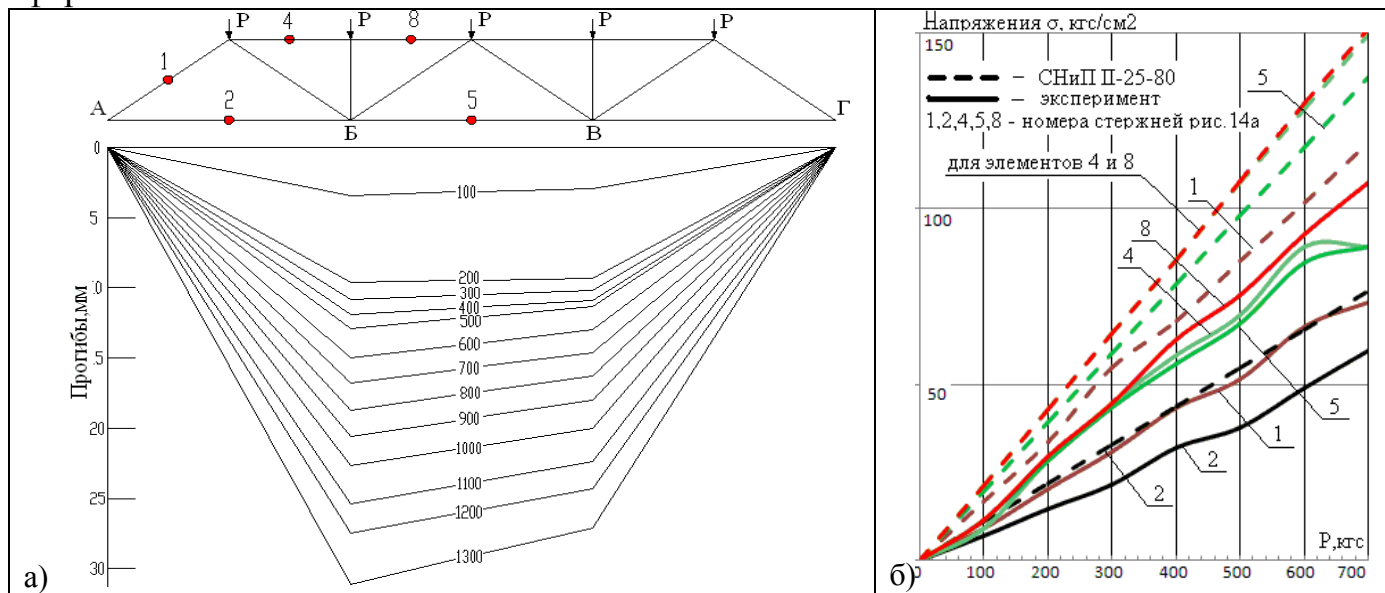 Р Р Р Р Р
4 8
1
А 2 Б 5 В Г
Прогибы,мм
0
5
0
5
20
25
30
100
200
300
400
500
600
700
800
900
1000
1100
1200
1300
а)
Напряжения σ, кгс/см2
150
– СНиП II-25-80
– эксперимент
1,2,4,5,8 - номера стержней рис.14а
для элементов 4 и 8
5
1
100
8
4
50
5
1
2
2
Р,кгс
0 100 200 300 400 500 600 700
б)